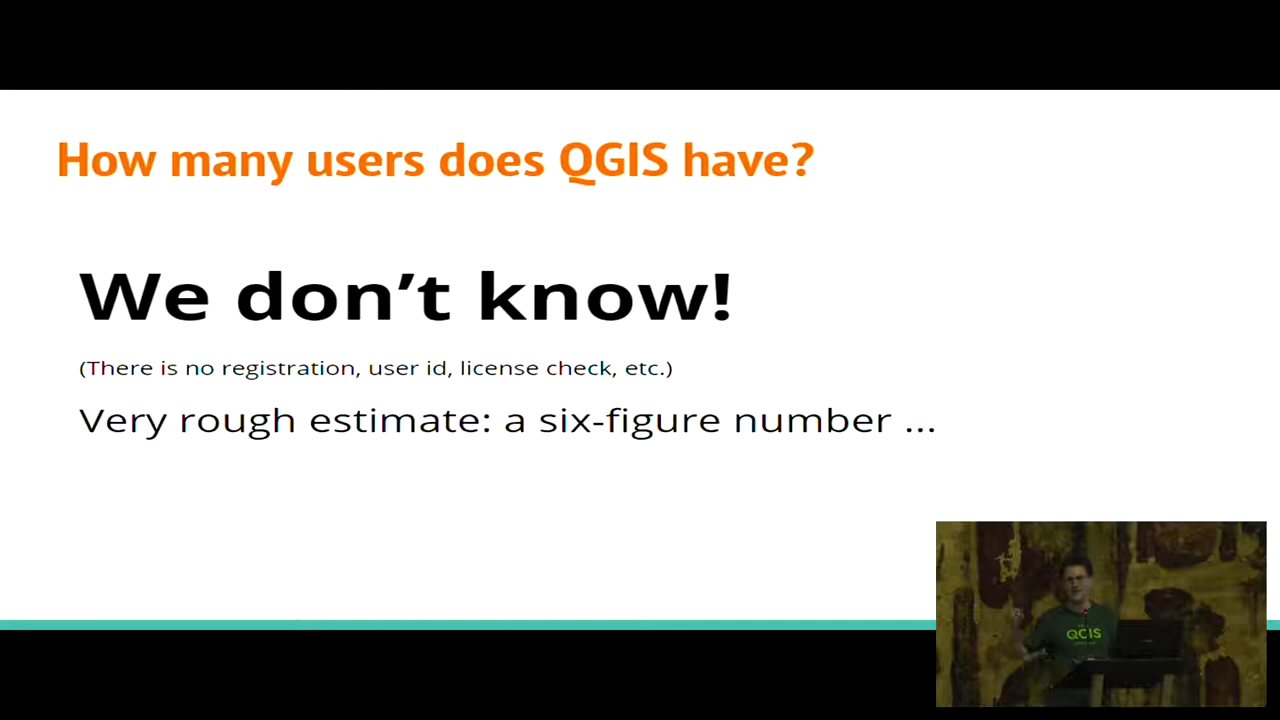 How many users does QGIS have?
We don’t know!
(There is no registration, user id, license check, etc.)
Very rough estimate: a six-figure number ...
QGIS